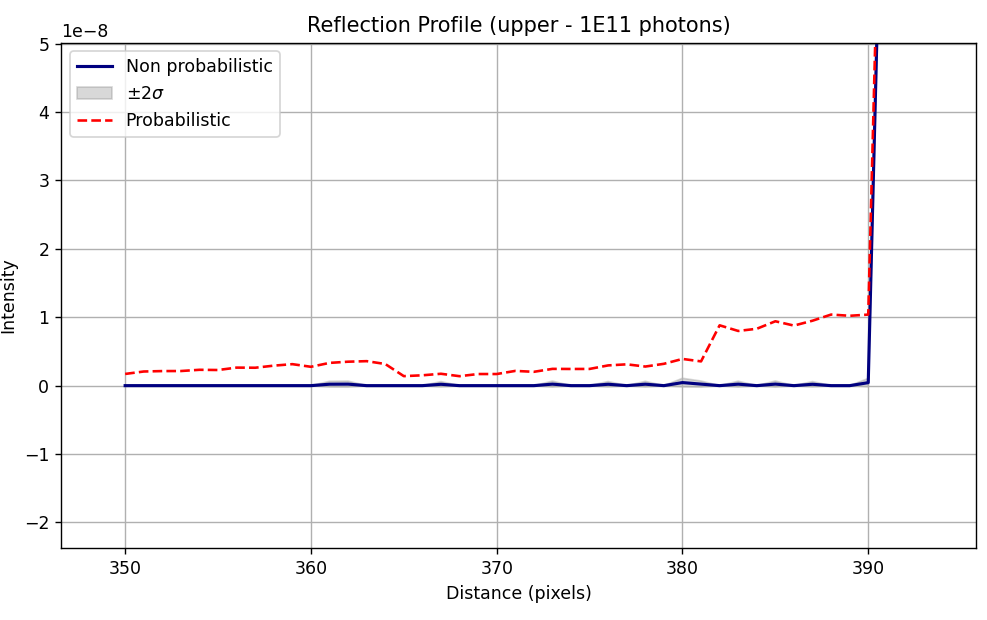 Reflection Profile (upper - 1E11 photons)
1e−8
Non probabilistic
±2σ
Probabilistic
5
4
3
2
1
0
−1
−2
Intensity
350 360 370 380 390
Distance (pixels)